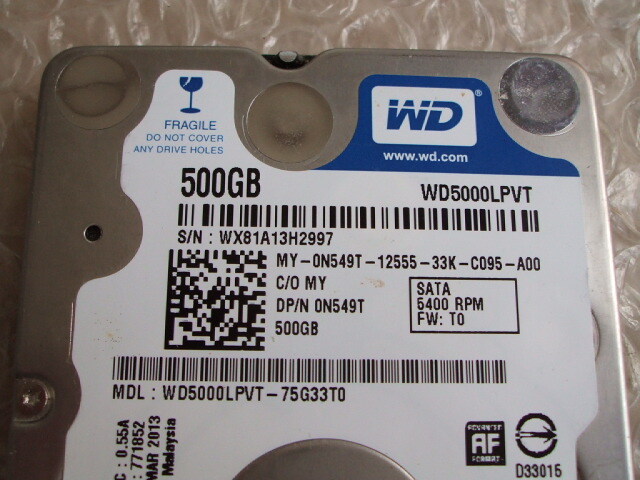 FRAGILE
DO NOT COVER
ANY DRIVE HOLES
WD
®
www.wd.com
500GB
WD5000LPVT
S/N : WX81A13H2997
MY-0N549T-12555-33K-C095-A00
C/O MY
DP/N 0N549T
500GB
SATA
5400 RPM
FW: T0
MDL : WD5000LPVT-75G33T0
: 0.55A
: 771852
MAR 2013
Malaysia
ADVANCED
AF
FORMAT
D33015